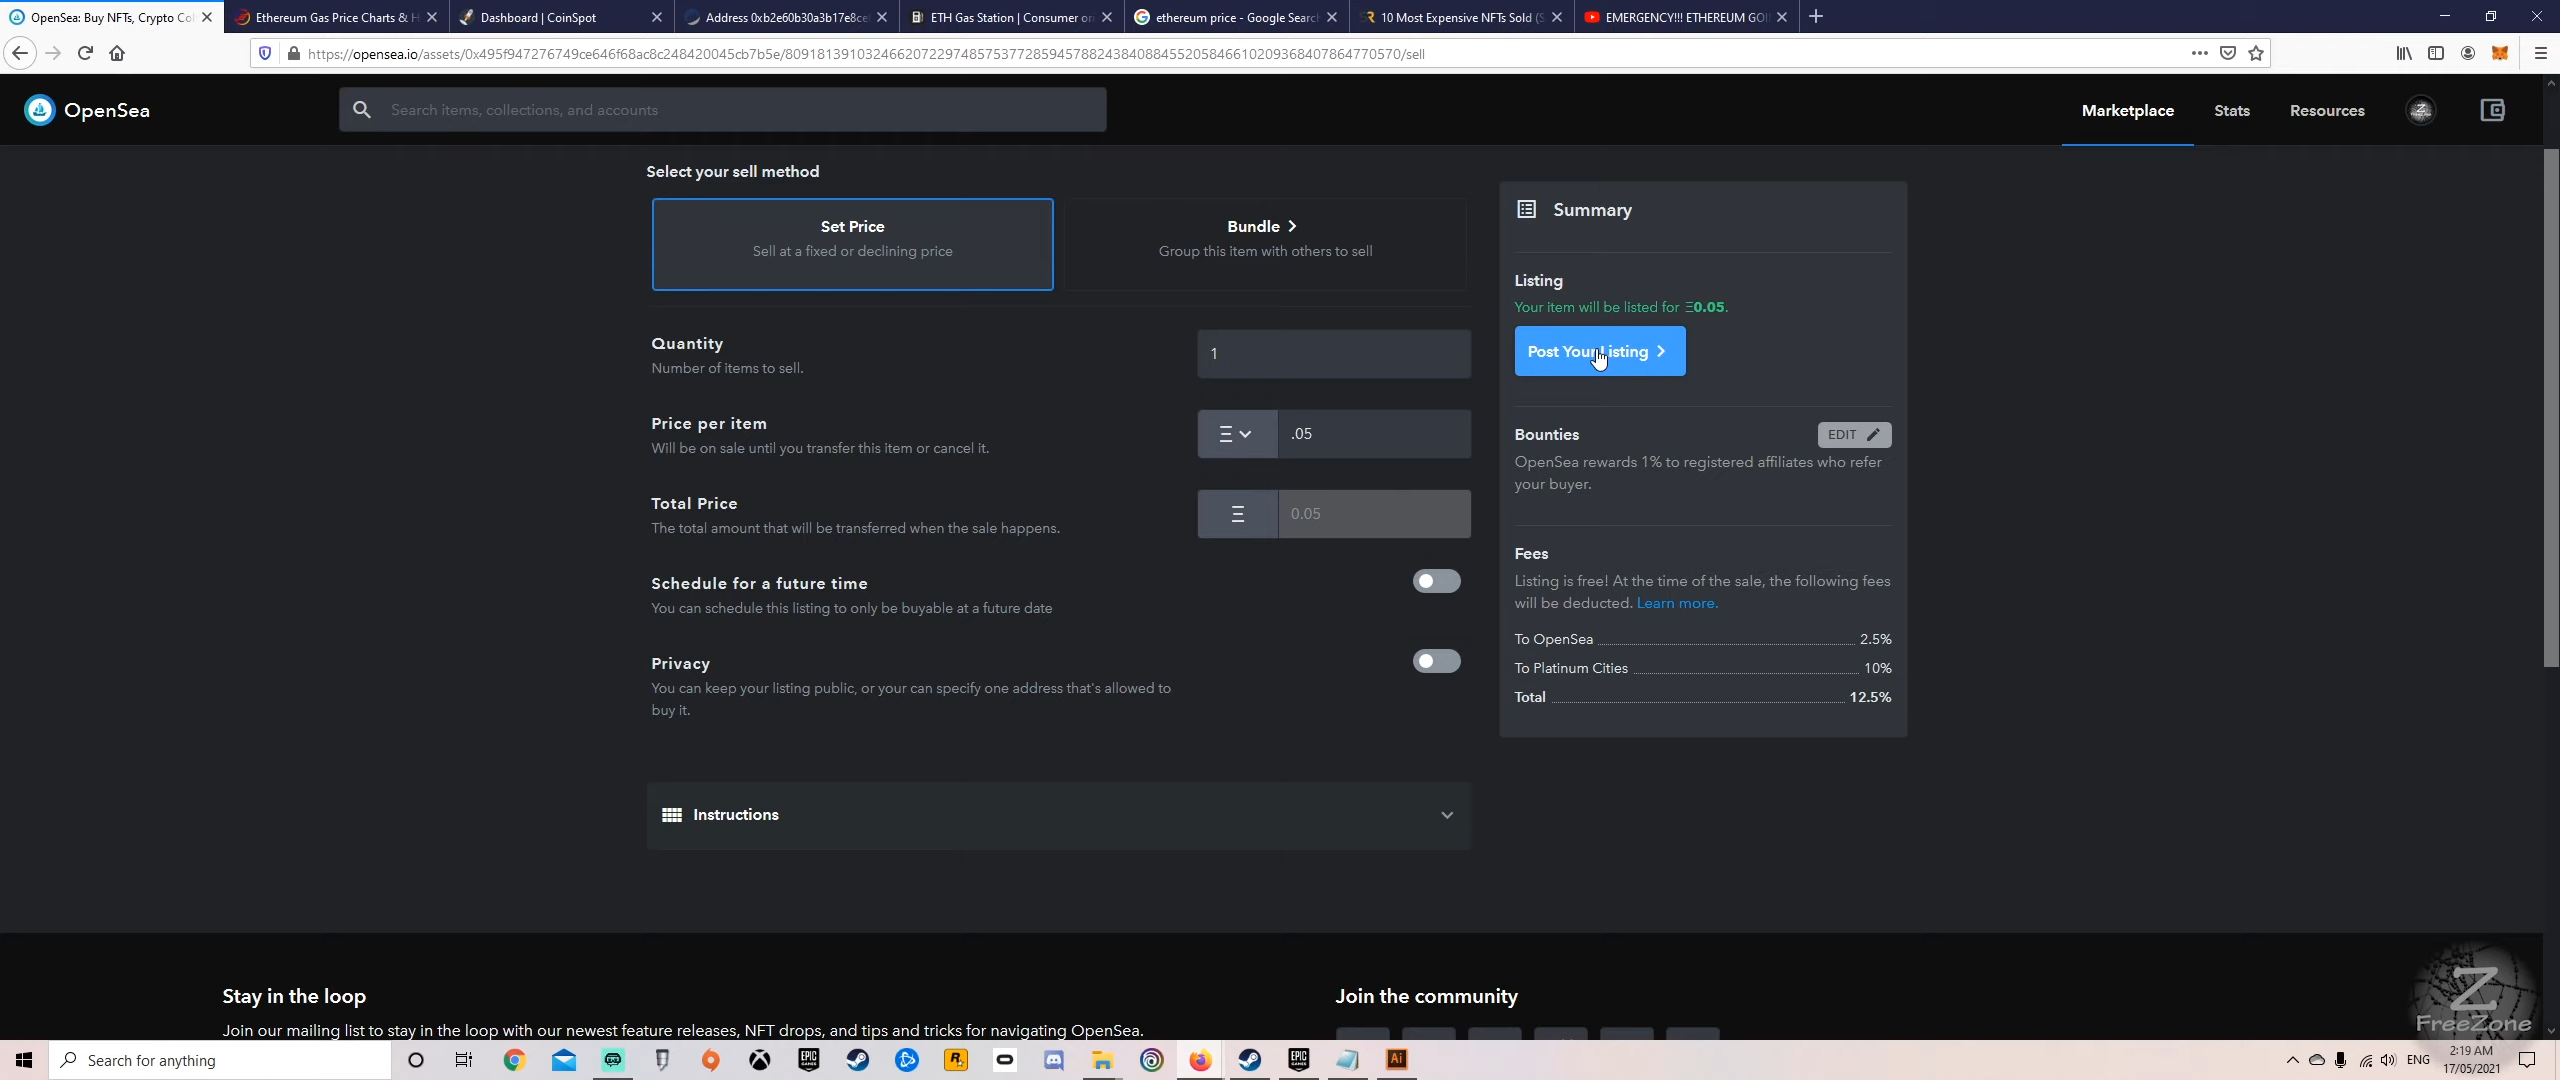 OpenSea: Buy NFTs, Crypto Col
Ethereum Gas Price Charts & H
Dashboard | CoinSpot
Address 0xb2e60b30a3b17e8ce
ETH Gas Station | Consumer or
ethereum price - Google Search
10 Most Expensive NFTs Sold (S
EMERGENCY!!! ETHEREUM GOI
https://opensea.io/assets/0x495f947276749ce646f68ac8c248420045cb7b5e/80918139103246620722974857537728594578824384088455205846610209368407864770570/sell
OpenSea
Search items, collections, and accounts
Marketplace
Stats
Resources
Select your sell method
Set Price
Sell at a fixed or declining price
Bundle
Group this item with others to sell
Quantity
Number of items to sell.
1
Price per item
Will be on sale until you transfer this item or cancel it.
Ξ
.05
Total Price
The total amount that will be transferred when the sale happens.
Ξ
0.05
Schedule for a future time
You can schedule this listing to only be buyable at a future date
Privacy
You can keep your listing public, or your can specify one address that's allowed to
buy it.
Instructions
Summary
Listing
Your item will be listed for Ξ0.05.
Post Your Listing
Bounties
EDIT
OpenSea rewards 1% to registered affiliates who refer
your buyer.
Fees
Listing is free! At the time of the sale, the following fees
will be deducted. Learn more.
To OpenSea 2.5%
To Platinum Cities 10%
Total 12.5%
Stay in the loop
Join our mailing list to stay in the loop with our newest feature releases, NFT drops, and tips and tricks for navigating OpenSea.
Join the community
Z
FreeZone
Search for anything
EPIC
GAMES
R
EPIC
GAMES
Ai
ENG
2:19 AM
17/05/2021